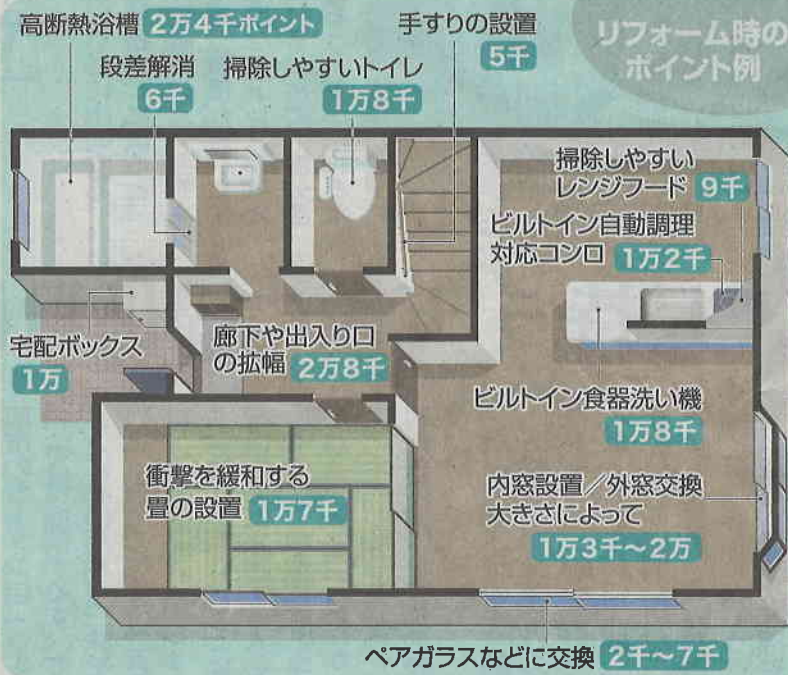 リフォーム時の
ポイント例
高断熱浴槽 2万4千ポイント
手すりの設置
5千
段差解消
6千
掃除しやすいトイレ
1万8千
掃除しやすい
レンジフード 9千
ビルトイン自動調理
対応コンロ 1万2千
宅配ボックス
1万
廊下や出入り口
の拡幅 2万8千
ビルトイン食器洗い機
1万8千
衝撃を緩和する
畳の設置 1万7千
内窓設置/外窓交換
大きさによって
1万3千〜2万
ペアガラスなどに交換 2千〜7千